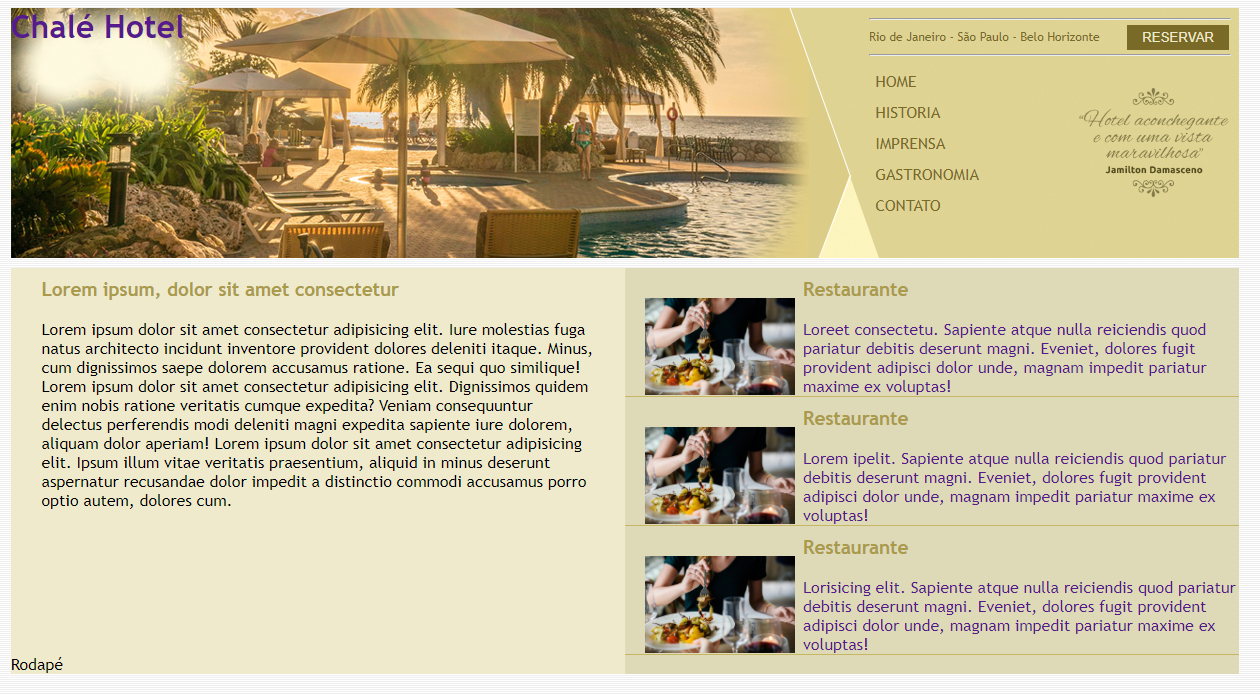 Chalé Hotel
Rio de Janeiro - São Paulo - Belo Horizonte
RESERVAR
HOME
HISTORIA
IMPRENSA
GASTRONOMIA
CONTATO
"Hotel aconchegante
e com uma vista
maravilhosa"
Jamilton Damasceno
Lorem ipsum, dolor sit amet consectetur
Lorem ipsum dolor sit amet consectetur adipisicing elit. Iure molestias fuga
natus architecto incidunt inventore provident dolores deleniti itaque. Minus,
cum dignissimos saepe dolorem accusamus ratione. Ea sequi quo similique!
Lorem ipsum dolor sit amet consectetur adipisicing elit. Dignissimos quidem
enim nobis ratione veritatis cumque expedita? Veniam consequuntur
delectus perferendis modi deleniti magni expedita sapiente iure dolorem,
aliquam dolor aperiam! Lorem ipsum dolor sit amet consectetur adipisicing
elit. Ipsum illum vitae veritatis praesentium, aliquid in minus deserunt
aspernatur recusandae dolor impedit a distinctio commodi accusamus porro
optio autem, dolores cum.
Restaurante
Loreet consectetu. Sapiente atque nulla reiciendis quod
pariatur debitis deserunt magni. Eveniet, dolores fugit
provident adipisci dolor unde, magnam impedit pariatur
maxime ex voluptas!
Restaurante
Lorem ipelit. Sapiente atque nulla reiciendis quod pariatur
debitis deserunt magni. Eveniet, dolores fugit provident
adipisci dolor unde, magnam impedit pariatur maxime ex
voluptas!
Restaurante
Lorisicing elit. Sapiente atque nulla reiciendis quod pariatur
debitis deserunt magni. Eveniet, dolores fugit provident
adipisci dolor unde, magnam impedit pariatur maxime ex
voluptas!
Rodapé